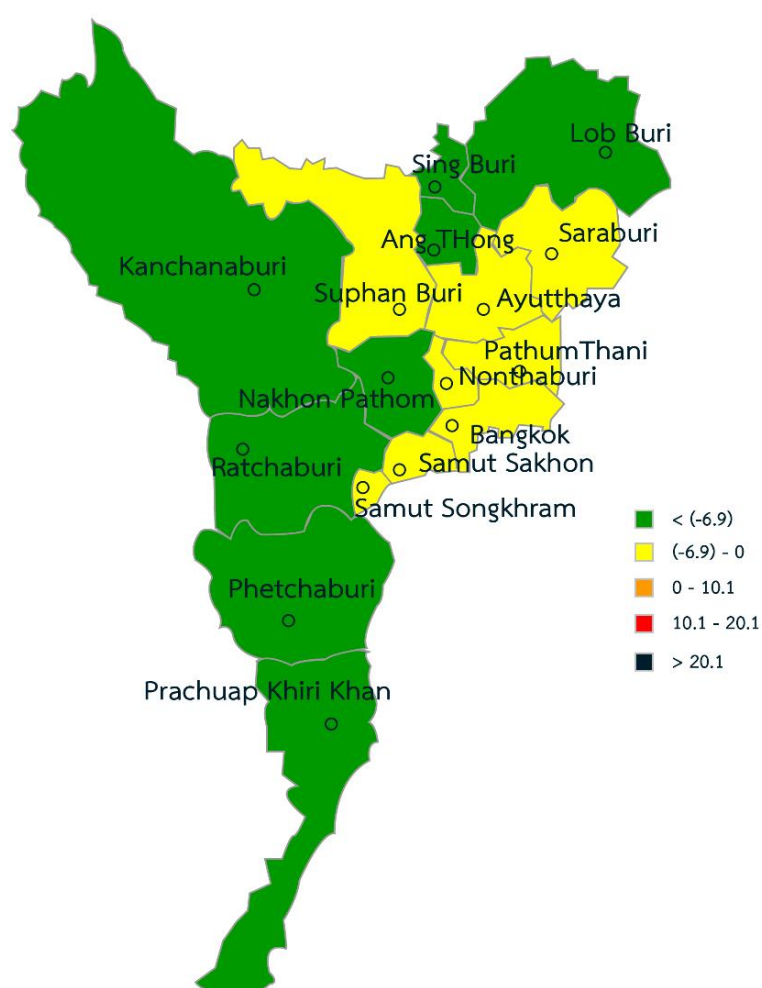 Lob Buri
Sing Buri
Ang THong
Saraburi
Kanchanaburi
Suphan Buri
Ayutthaya
PathumThani
Nonthaburi
Nakhon Pathom
Bangkok
Ratchaburi
Samut Sakhon
Samut Songkhram
< (-6.9)
(-6.9) - 0
0 - 10.1
10.1 - 20.1
> 20.1
Phetchaburi
Prachuap Khiri Khan